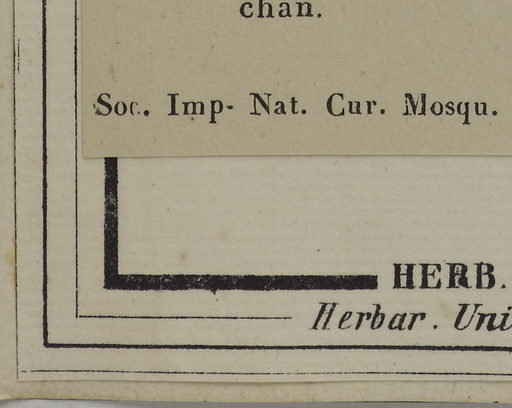 chan.
Soc. Imp- Nat. Cur. Mosqu.
HERB.
Herbar. Uni